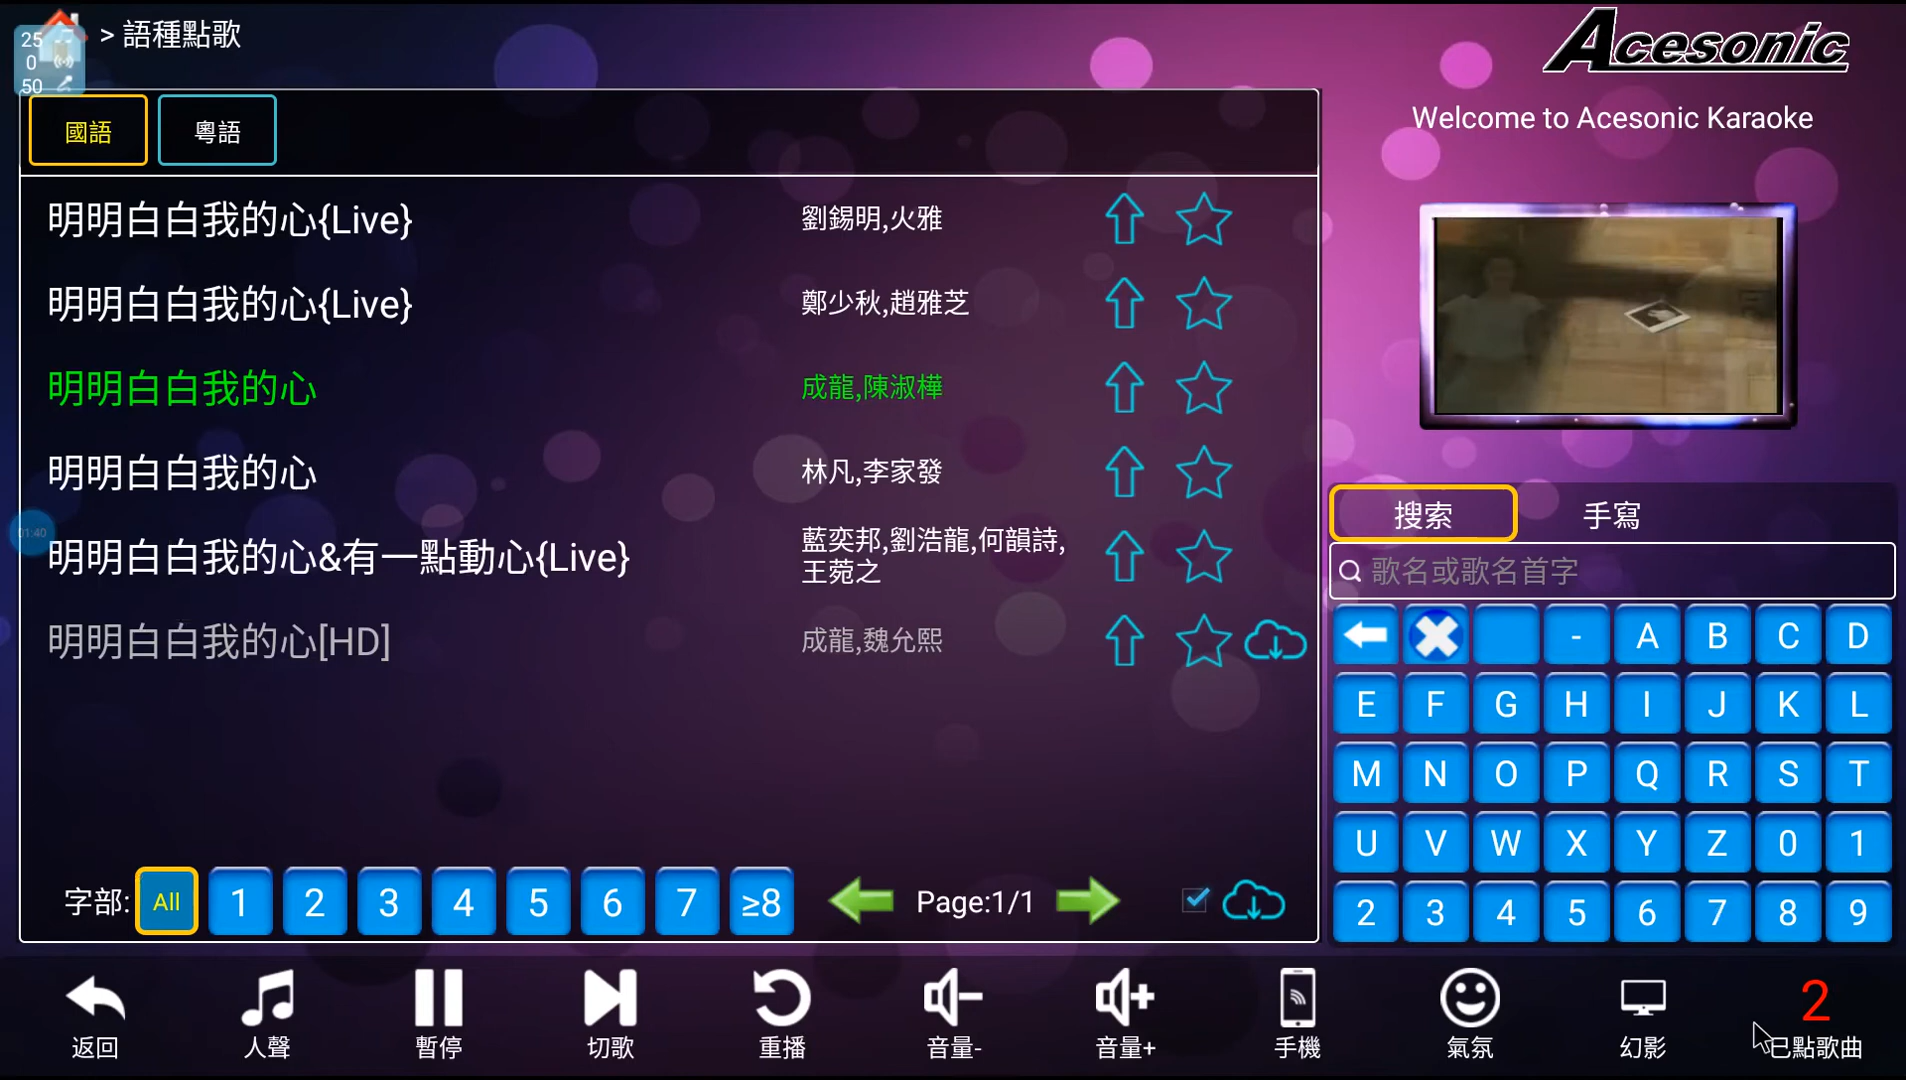 25
0
50
> 語種點歌
Acesonic
Welcome to Acesonic Karaoke
國語
粵語
明明白白我的心{Live}
劉錫明,火雅
明明白白我的心{Live}
鄭少秋,趙雅芝
明明白白我的心
成龍,陳淑樺
明明白白我的心
林凡,李家發
明明白白我的心&有一點動心{Live}
藍奕邦,劉浩龍,何韻詩,
王菀之
明明白白我的心[HD]
成龍,魏允熙
01:40
字部: All 1 2 3 4 5 6 7 ≥8
Page:1/1
搜索
手寫
歌名或歌名首字
- A B C D
E F G H I J K L
M N O P Q R S T
U V W X Y Z 0 1
2 3 4 5 6 7 8 9
返回
人聲
暫停
切歌
重播
音量-
音量+
手機
氣氛
幻影
2
已點歌曲